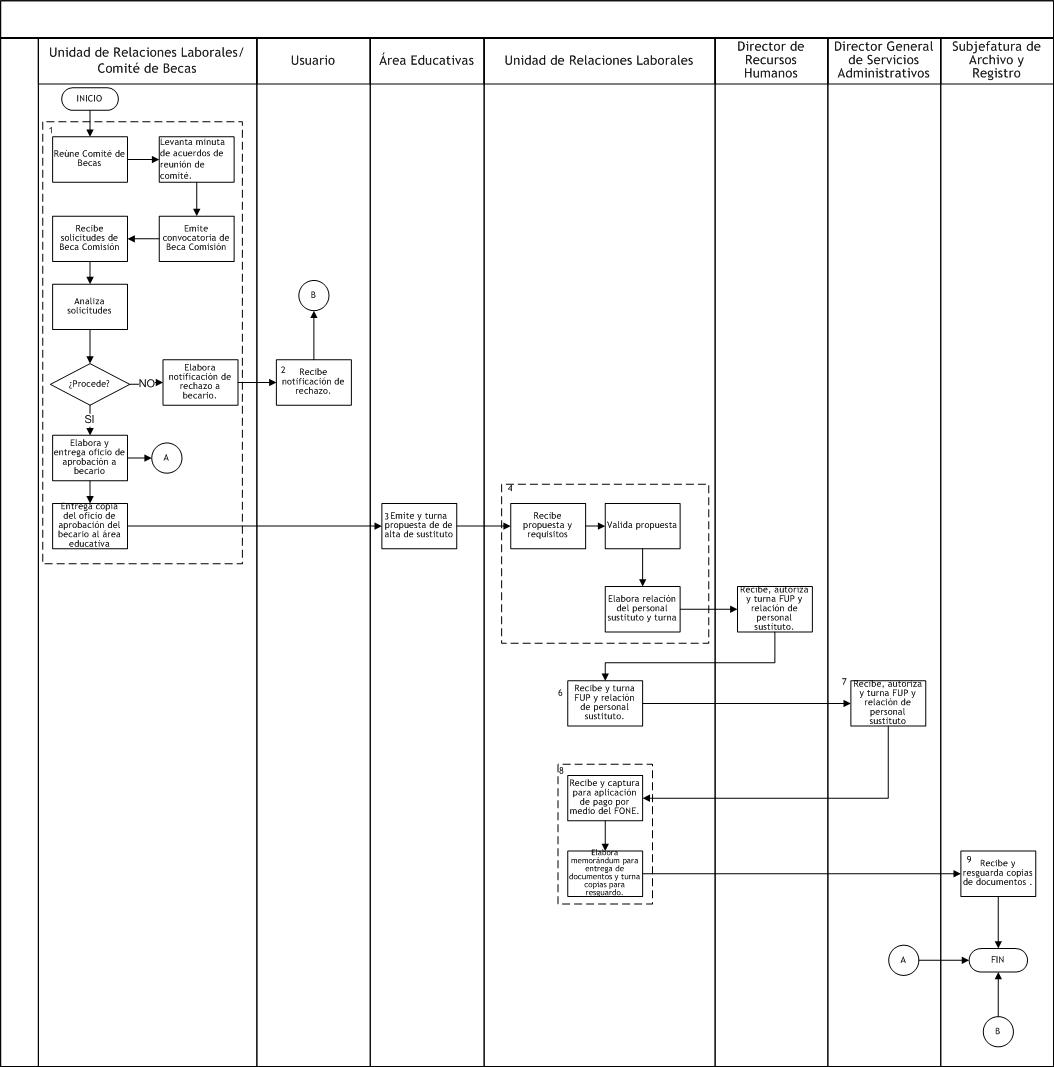 Unidad de Relaciones Laborales/
Comité de Becas
Usuario
Área Educativas
Unidad de Relaciones Laborales
Director de
Recursos
Humanos
Director General
de Servicios
Administrativos
Subjefatura de
Archivo y
Registro
INICIO
1
Reùne Comité de
Becas
Levanta minuta
de acuerdos de
reunión de
comité.
Recibe
solicitudes de
Beca Comisión
Emite
convocatoria de
Beca Comisión
Analiza
solicitudes
B
¿Procede?
NO
Elabora
notificación de
rechazo a
becario.
2
Recibe
notificación de
rechazo.
SI
Elabora y
entrega oficio de
aprobación a
becario
A
Entrega copia
del oficio de
aprobación del
becario al área
educativa
3
Emite y turna
propuesta de de
alta de sustituto
4
Recibe
propuesta y
requisitos
Valida propuesta
Elabora relación
del personal
sustituto y turna
Recibe, autoriza
y turna FUP y
relación de
personal
sustituto.
6
Recibe y turna
FUP y relación
de personal
sustituto.
7
Recibe, autoriza
y turna FUP y
relación de
personal
sustituto
8
Recibe y captura
para aplicación
de pago por
medio del FONE.
Elabora
memorándum para
entrega de
documentos y turna
copias para
resguardo.
9
Recibe y
resguarda copias
de documentos .
A
FIN
B